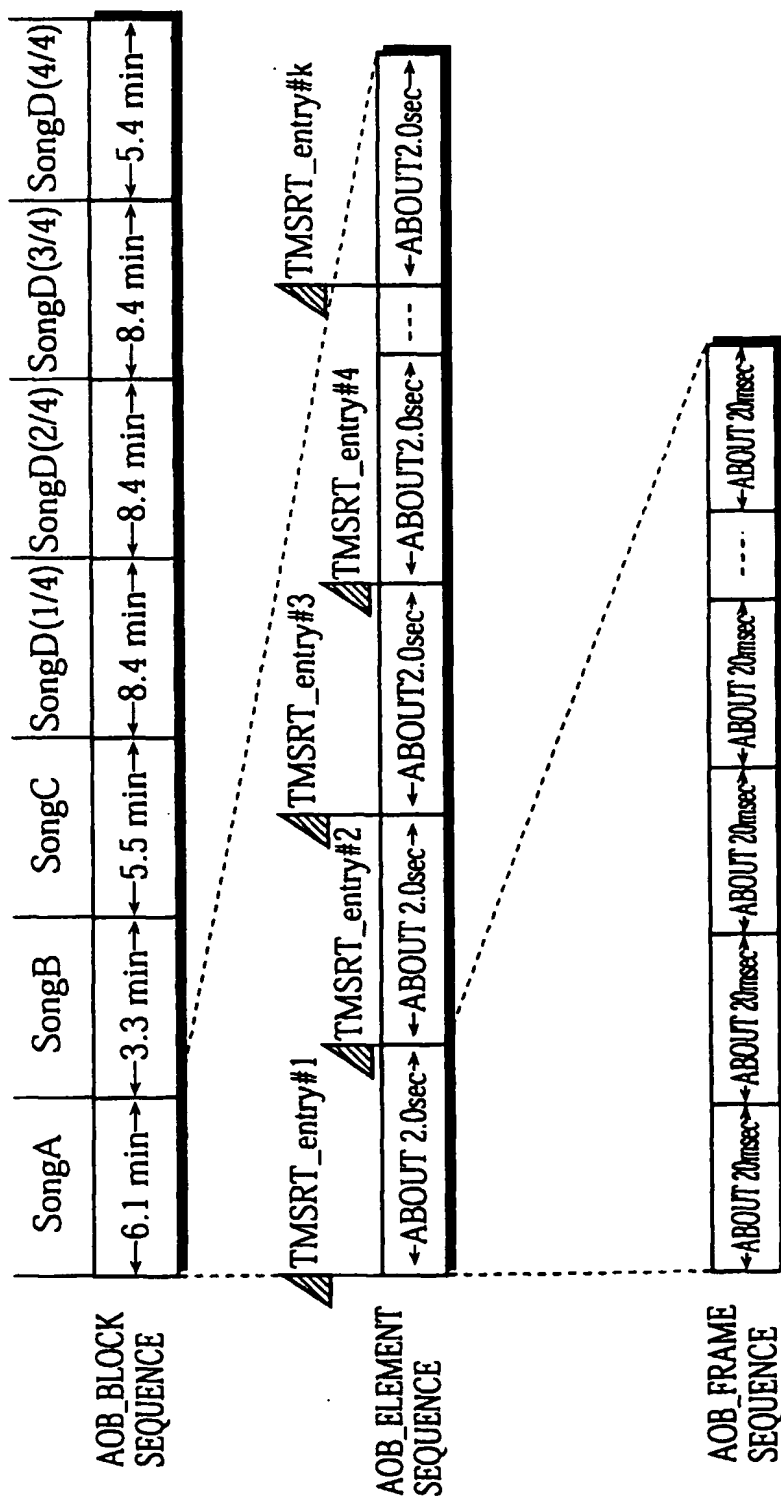 SongA
SongB
SongC
SongD(1/4)
SongD(2/4)
SongD(3/4)
SongD(4/4)
AOB_BLOCK
SEQUENCE
6.1 min
3.3 min
5.5 min
8.4 min
8.4 min
8.4 min
5.4 min
TMSRT_entry#1
TMSRT_entry#2
TMSRT_entry#3
TMSRT_entry#4
TMSRT_entry#k
AOB_ELEMENT
SEQUENCE
ABOUT 2.0sec
ABOUT 2.0sec
ABOUT2.0sec
ABOUT2.0sec
----
ABOUT2.0sec
AOB_FRAME
SEQUENCE
ABOUT 20msec
ABOUT 20msec
ABOUT 20msec
ABOUT 20msec
----
ABOUT 20msec